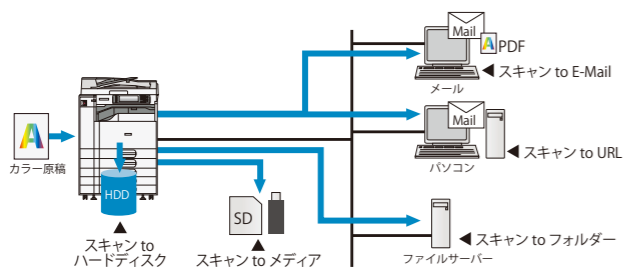 Mail
A PDF
メール
◀ スキャン to E-Mail
Mail
パソコン
◀ スキャン to URL
A
カラー原稿
HDD
▲
スキャン to
ハードディスク
SD
▲
スキャン to メディア
◀ スキャン to フォルダー
ファイルサーバー